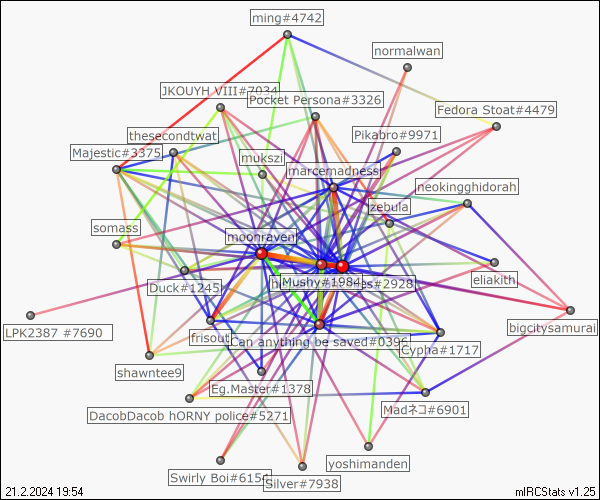 ming#4742
normalwan
JKOUYH VIII#7034
Pocket Persona#3326
Fedora Stoat#4479
thesecondtwat
Pikabro#9971
Majestic#3375
mukszi
marcemadness
neokingghidorah
zebula
somass
moonraven
eliakith
Duck#1245
Mushy#1984
#2928
bigcitysamurai
LPK2387 #7690
frisout
Can anything be saved#0396
Cypha#1717
shawntee9
Eg.Master#1378
DacobDacob hORNY police#5271
Madネコ#6901
yoshimanden
Swirly Boi#6154
Silver#7938
21.2.2024 19:54
mIRCStats v1.25